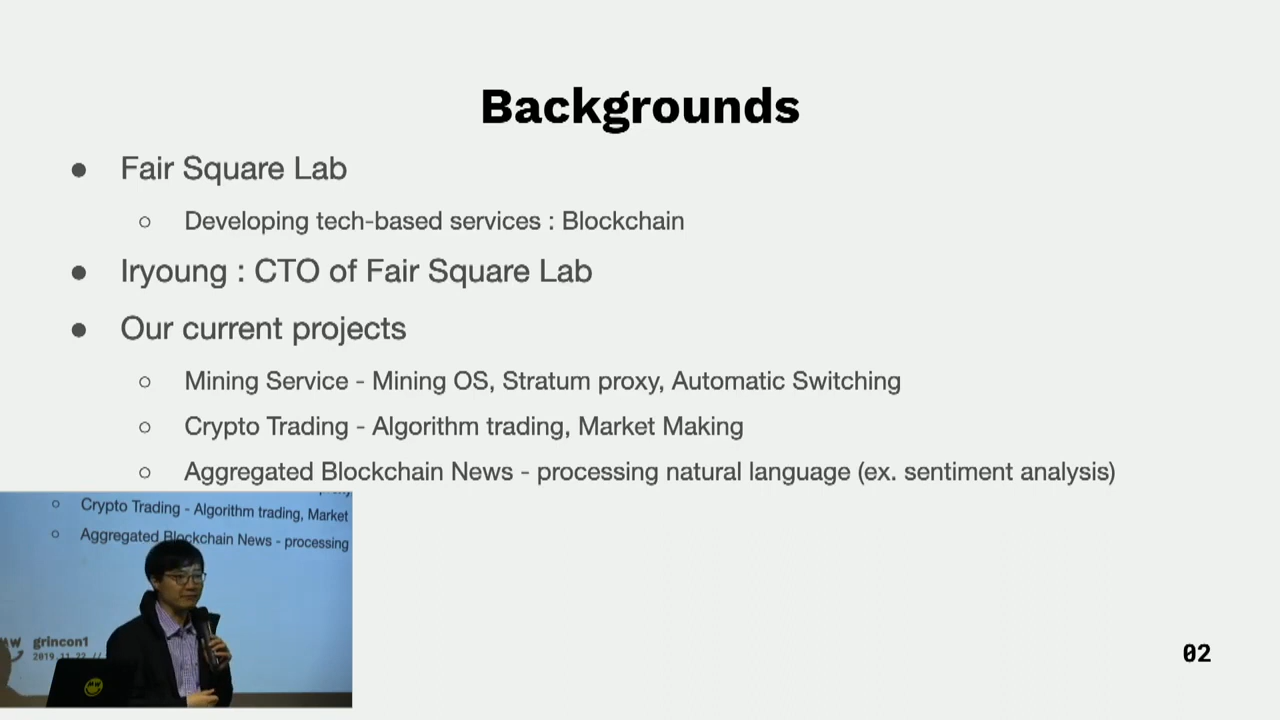 Backgrounds
● Fair Square Lab
○ Developing tech-based services : Blockchain
● Iryoung : CTO of Fair Square Lab
● Our current projects
○ Mining Service - Mining OS, Stratum proxy, Automatic Switching
○ Crypto Trading - Algorithm trading, Market Making
○ Aggregated Blockchain News - processing natural language (ex. sentiment analysis)
○ Crypto Trading - Algorithm trading, Market
○ Aggregated Blockchain News - processing
MW
grincon1
2019.11.22 //
MW
02